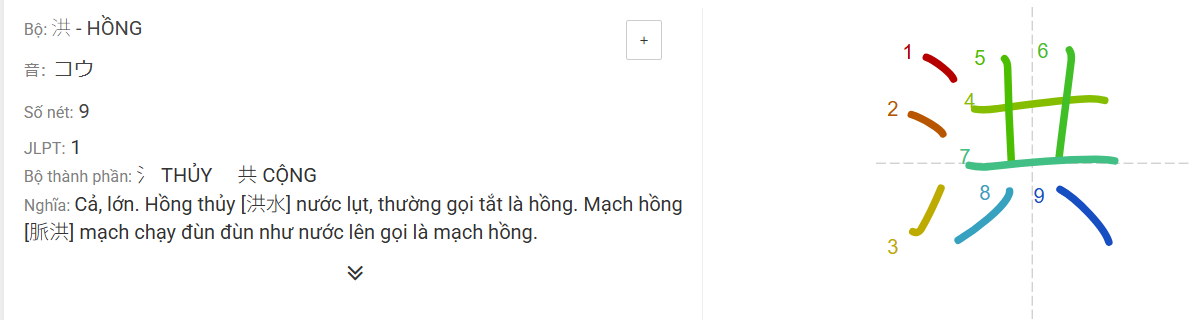 Bộ: 洪 - HỒNG
+
音: コウ
Số nét: 9
JLPT: 1
Bộ thành phần: 氵 THỦY 共 CỘNG
Nghĩa: Cả, lớn. Hồng thủy [洪水] nước lụt, thường gọi tắt là hồng. Mạch hồng
[脈洪] mạch chạy đùn đùn như nước lên gọi là mạch hồng.
洪
1
2
3
4
5
6
7
8
9